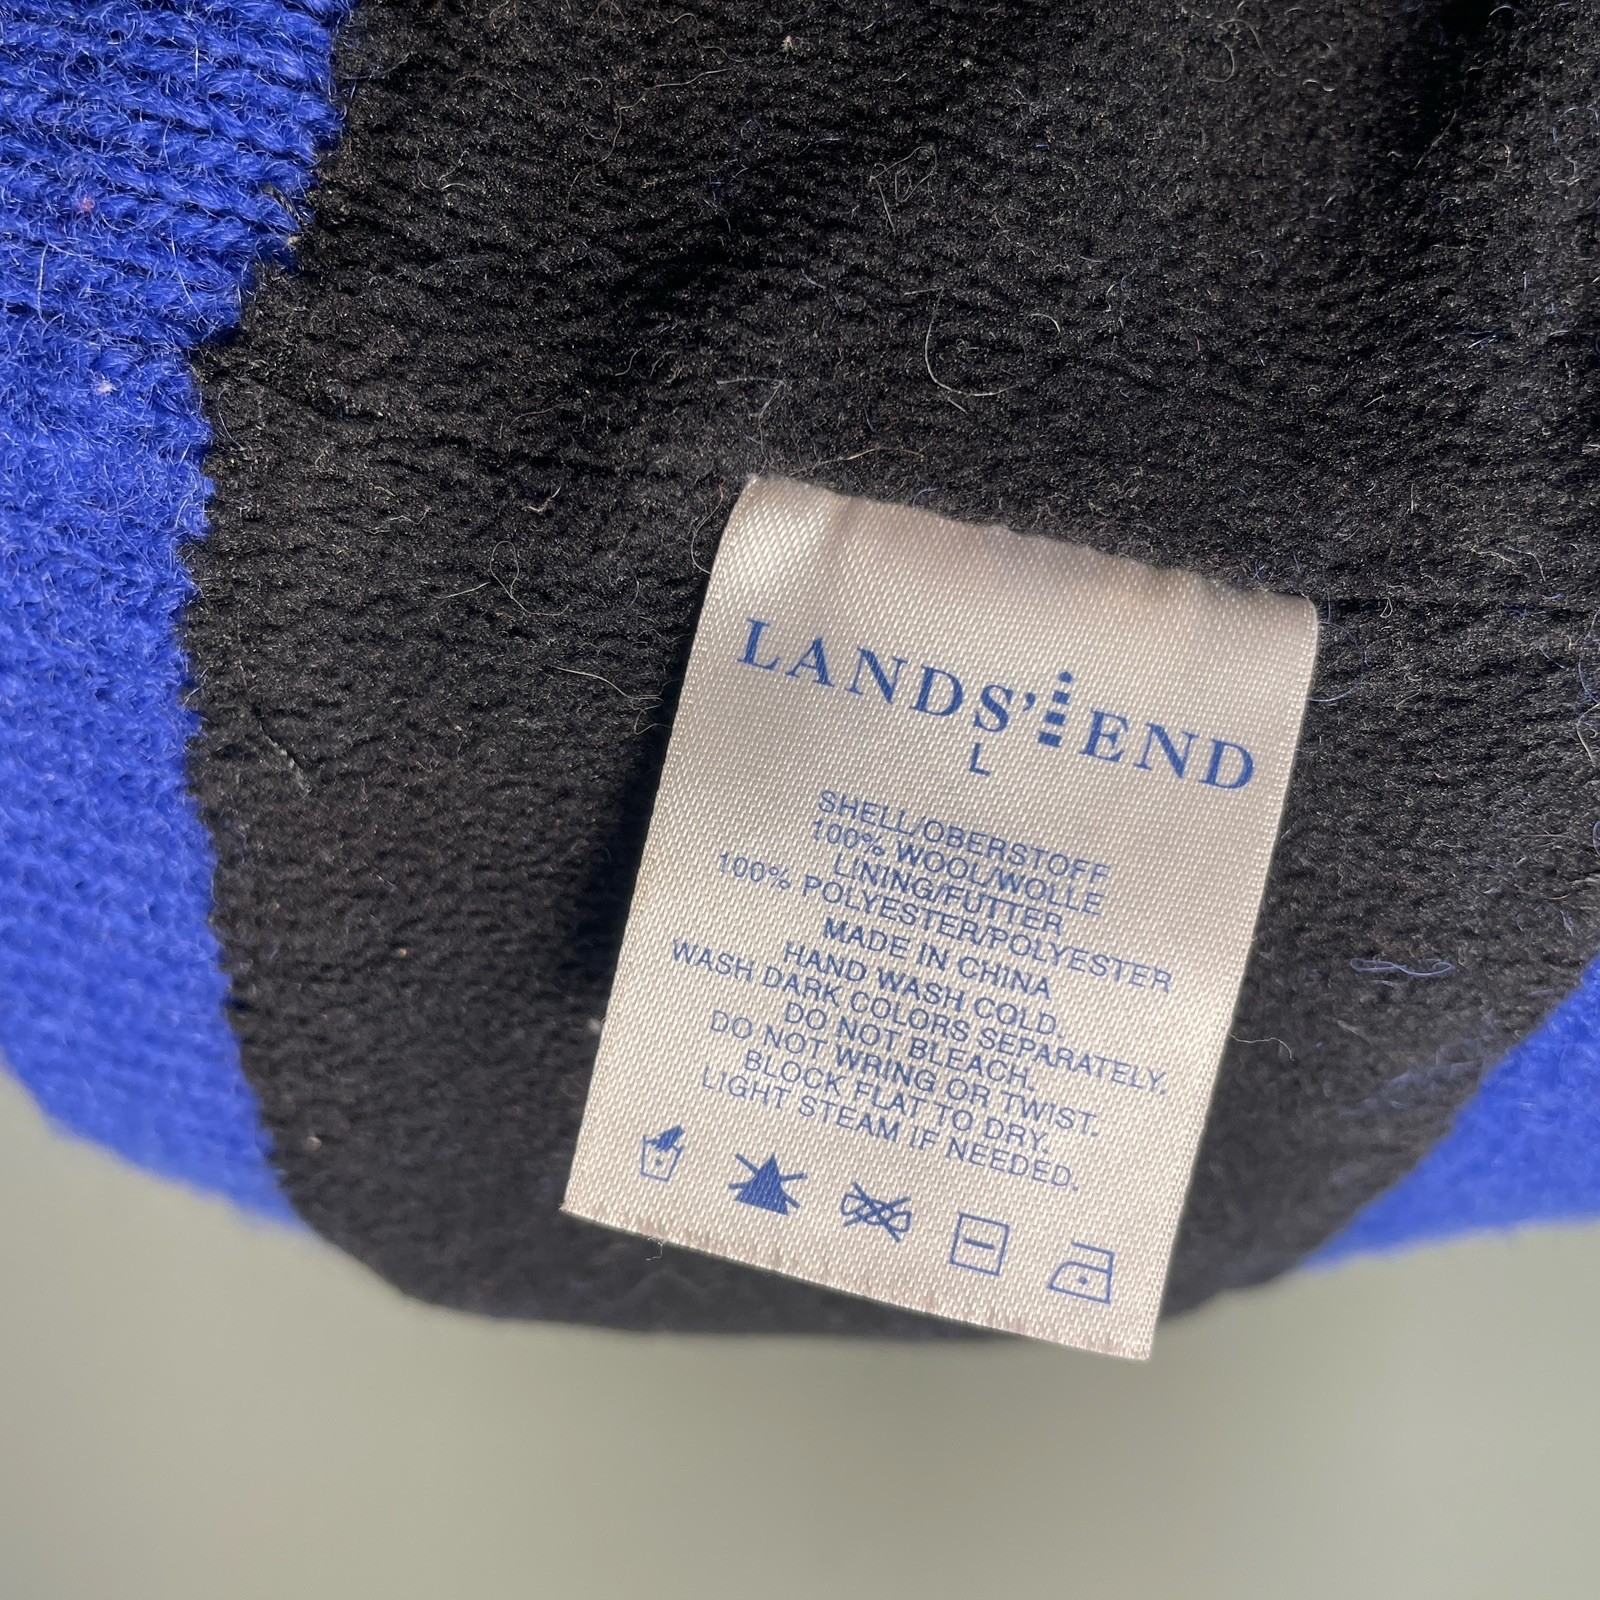 LANDS' END
L
SHELL/OBERSTOFF
100% WOOL/WOLLE
LINING/FUTTER
100% POLYESTER/POLYESTER
MADE IN CHINA
HAND WASH COLD.
WASH DARK COLORS SEPARATELY.
DO NOT BLEACH.
DO NOT WRING OR TWIST.
BLOCK FLAT TO DRY.
LIGHT STEAM IF NEEDED.